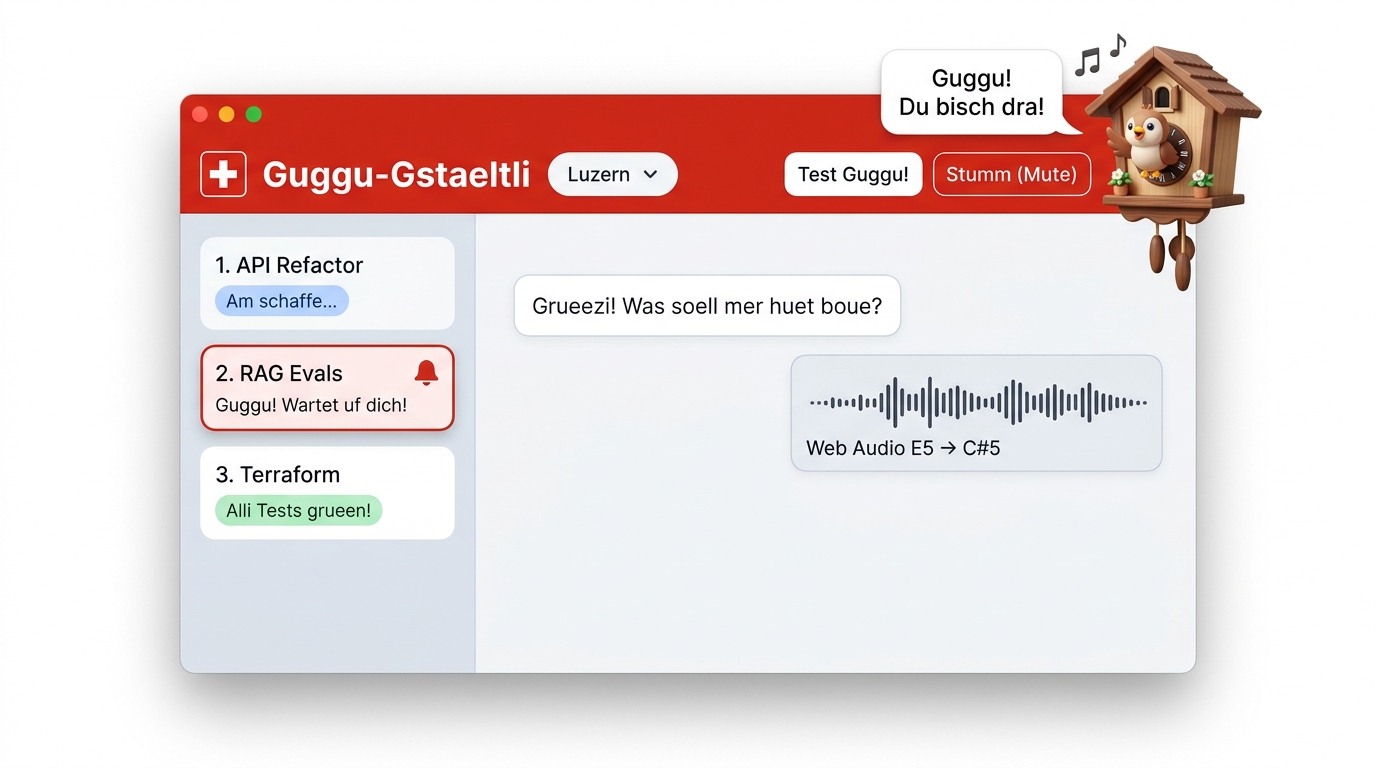 Guggu!
Du bisch dra!
Guggu-Gstaeltli
Luzern
Test Guggu!
Stumm (Mute)
1. API Refactor
Am schaffe...
2. RAG Evals
Guggu! Wartet uf dich!
3. Terraform
Alli Tests grueen!
Grueezi! Was soell mer huet boue?
Web Audio E5 → C#5